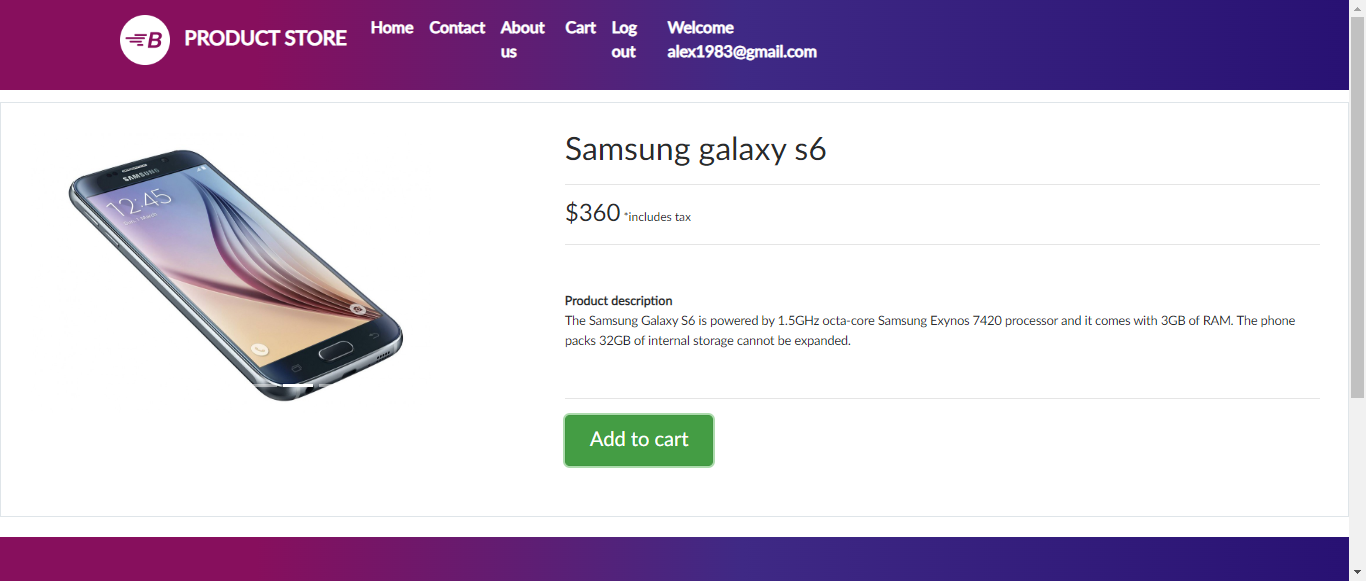 B PRODUCT STORE
Home
Contact
About
us
Cart
Log
out
Welcome
alex1983@gmail.com
SAMSUNG
12:45
Samsung galaxy s6
$360 *includes tax
Product description
The Samsung Galaxy S6 is powered by 1.5GHz octa-core Samsung Exynos 7420 processor and it comes with 3GB of RAM. The phone
packs 32GB of internal storage cannot be expanded.
Add to cart